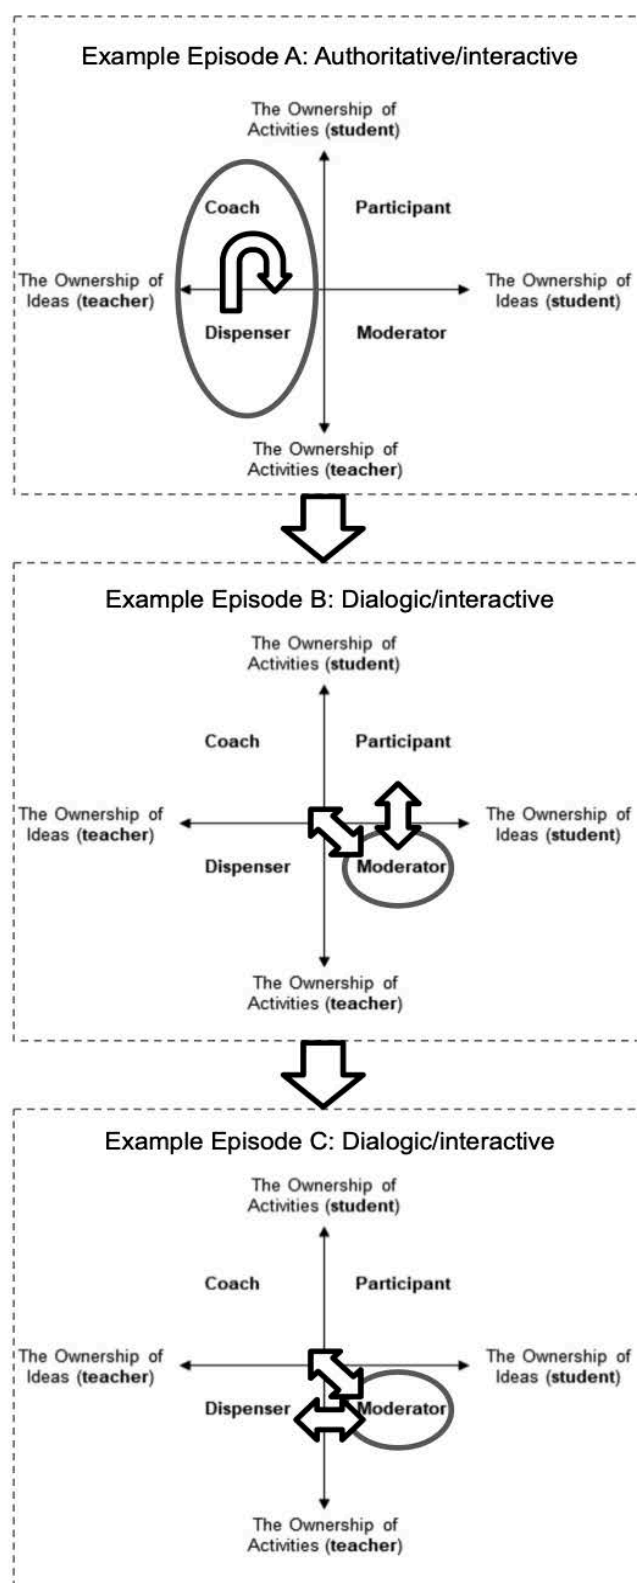 Example Episode A: Authoritative/interactive
The Ownership of
Activities (student)
Coach
Participant
The Ownership of
Ideas (teacher)
The Ownership of
Ideas (student)
Dispenser
Moderator
The Ownership of
Activities (teacher)
Example Episode B: Dialogic/interactive
The Ownership of
Activities (student)
Coach
Participant
The Ownership of
Ideas (teacher)
The Ownership of
Ideas (student)
Dispenser
Moderator
The Ownership of
Activities (teacher)
Example Episode C: Dialogic/interactive
The Ownership of
Activities (student)
Coach
Participant
The Ownership of
Ideas (teacher)
The Ownership of
Ideas (student)
Dispenser
Moderator
The Ownership of
Activities (teacher)